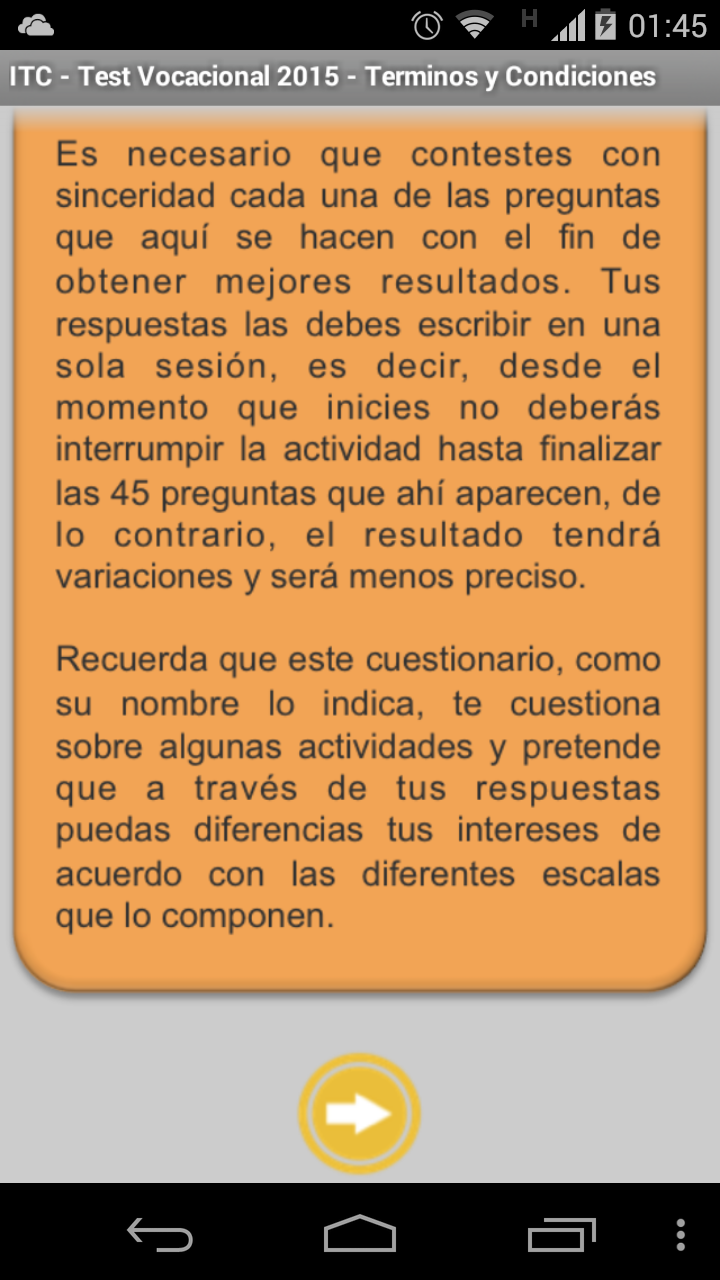 H 01:45
ITC - Test Vocacional 2015 - Terminos y Condiciones
Es necesario que contestes con
sinceridad cada una de las preguntas
que aquí se hacen con el fin de
obtener mejores resultados. Tus
respuestas las debes escribir en una
sola sesión, es decir, desde el
momento que inicies no deberás
interrumpir la actividad hasta finalizar
las 45 preguntas que ahí aparecen, de
lo contrario, el resultado tendrá
variaciones y será menos preciso.
Recuerda que este cuestionario, como
su nombre lo indica, te cuestiona
sobre algunas actividades y pretende
que a través de tus respuestas
puedas diferencias tus intereses de
acuerdo con las diferentes escalas
que lo componen.